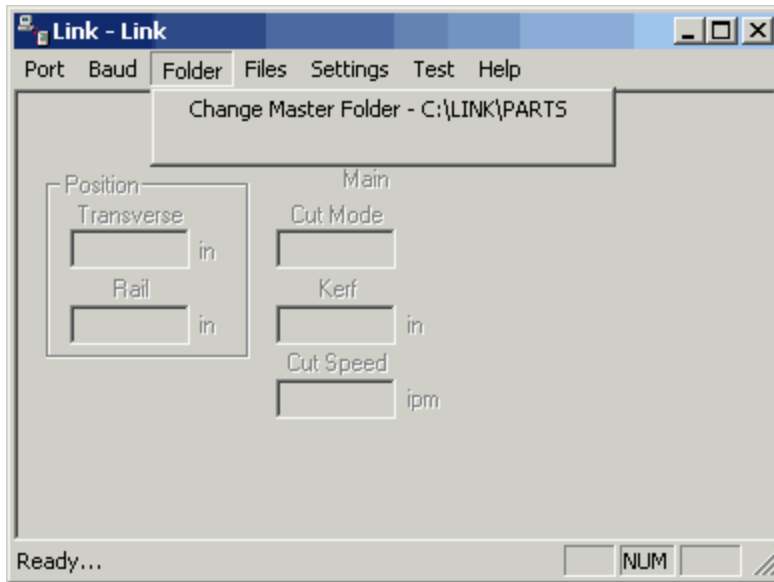 Link - Link
Port Baud Folder Files Settings Test Help
Change Master Folder - C:\LINK\PARTS
Position
Main
Transverse
Cut Mode
in
Rail
Kerf
in
in
Cut Speed
ipm
Ready...
NUM